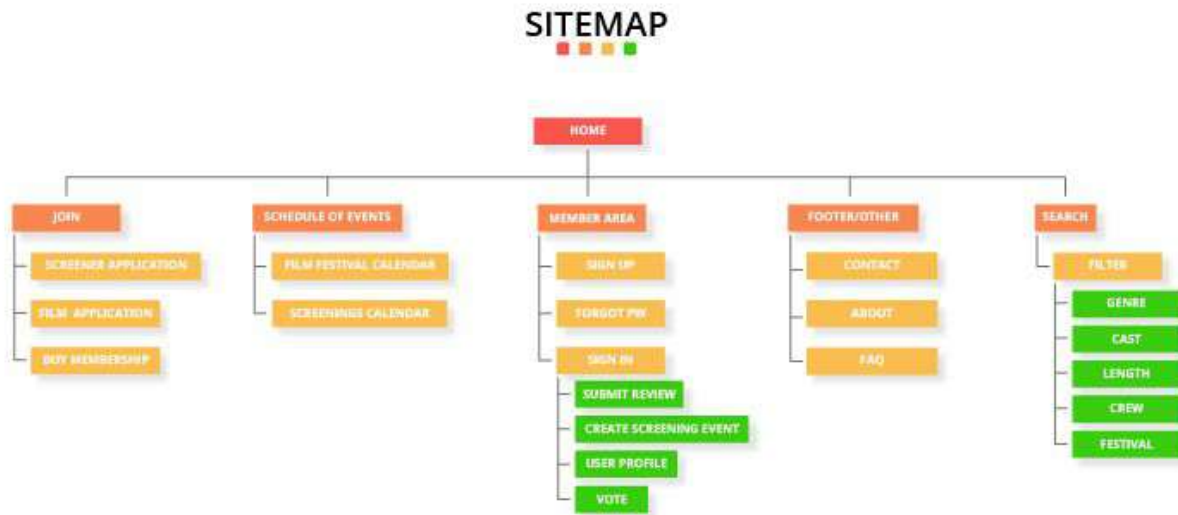 SITEMAP
HOME
JOIN
SCREENER APPLICATION
FILM APPLICATION
BUY MEMBERSHIP
SCHEDULE OF EVENTS
FILM FESTIVAL CALENDAR
SCREENINGS CALENDAR
MEMBER AREA
SIGN UP
FORGOT PW
SIGN IN
SUBMIT REVIEW
CREATE SCREENING EVENT
USER PROFILE
VOTE
FOOTER/OTHER
CONTACT
ABOUT
FAQ
SEARCH
FILTER
GENRE
CAST
LENGTH
CREW
FESTIVAL